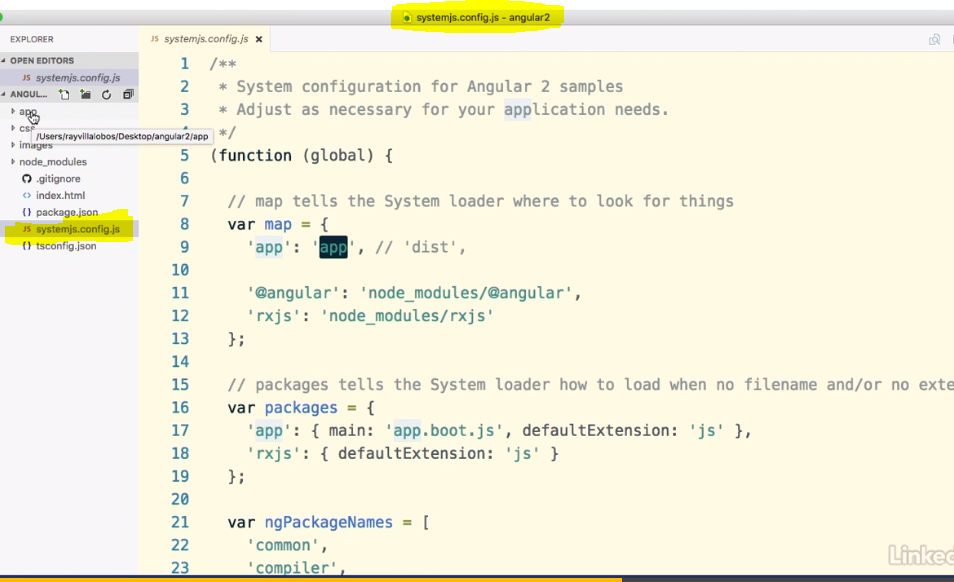 systemjs.config.js - angular2
EXPLORER
OPEN EDITORS
JS systemjs.config.js
ANGUL...
app
/Users/rayvillalobos/Desktop/angular2/app
images
node_modules
.gitignore
<> index.html
{} package.json
JS systemjs.config.js
{} tsconfig.json
JS systemjs.config.js ×
1 /**
2 * System configuration for Angular 2 samples
3 * Adjust as necessary for your application needs.
*/
5 (function (global) {
6
7 // map tells the System loader where to look for things
8 var map = {
9 'app': 'app', // 'dist',
10
11 '@angular': 'node_modules/@angular',
12 'rxjs': 'node_modules/rxjs'
13 };
14
15 // packages tells the System loader how to load when no filename and/or no exte
16 var packages = {
17 'app': { main: 'app.boot.js', defaultExtension: 'js' },
18 'rxjs': { defaultExtension: 'js' }
19 };
20
21 var ngPackageNames = [
22 'common',
23 'compiler',
Linked